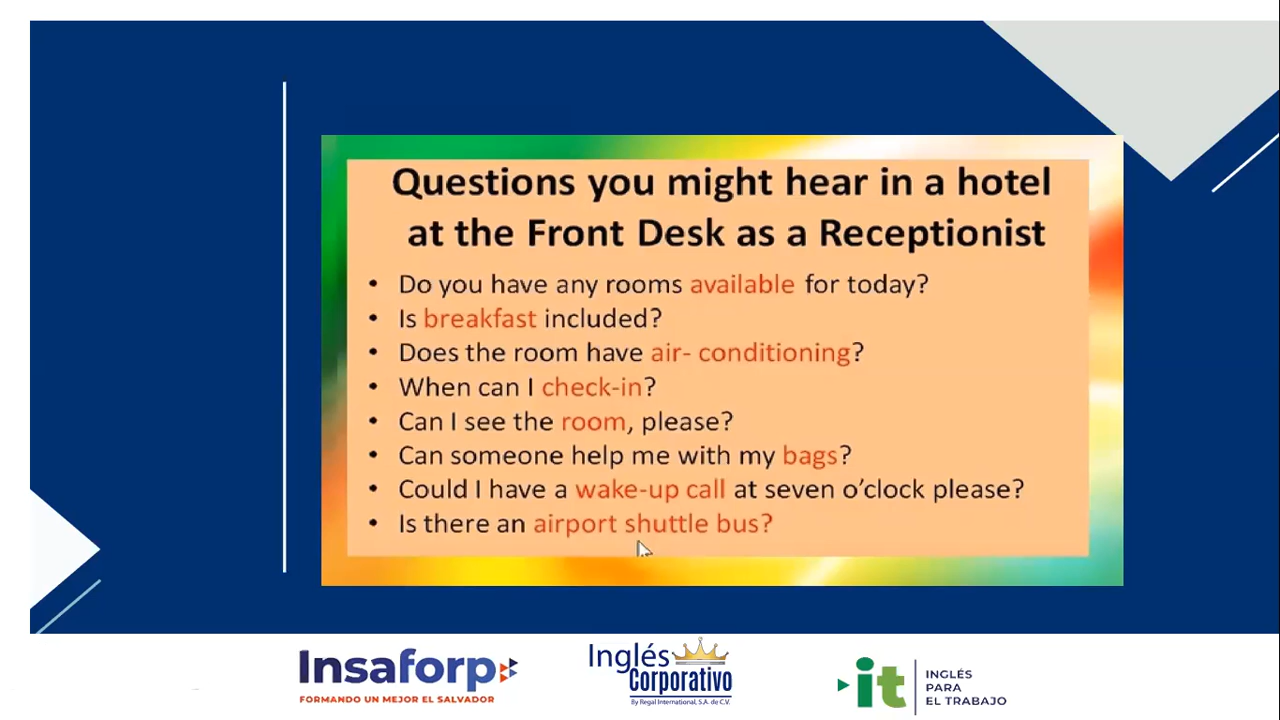 Questions you might hear in a hotel
at the Front Desk as a Receptionist
• Do you have any rooms available for today?
• Is breakfast included?
• Does the room have air- conditioning?
• When can I check-in?
• Can I see the room, please?
• Can someone help me with my bags?
• Could I have a wake-up call at seven o’clock please?
• Is there an airport shuttle bus?
Insaforp
FORMANDO UN MEJOR EL SALVADOR
Inglés
Corporativo
By Regal International, S.A. de C.V.
it
INGLÉS
PARA
EL TRABAJO